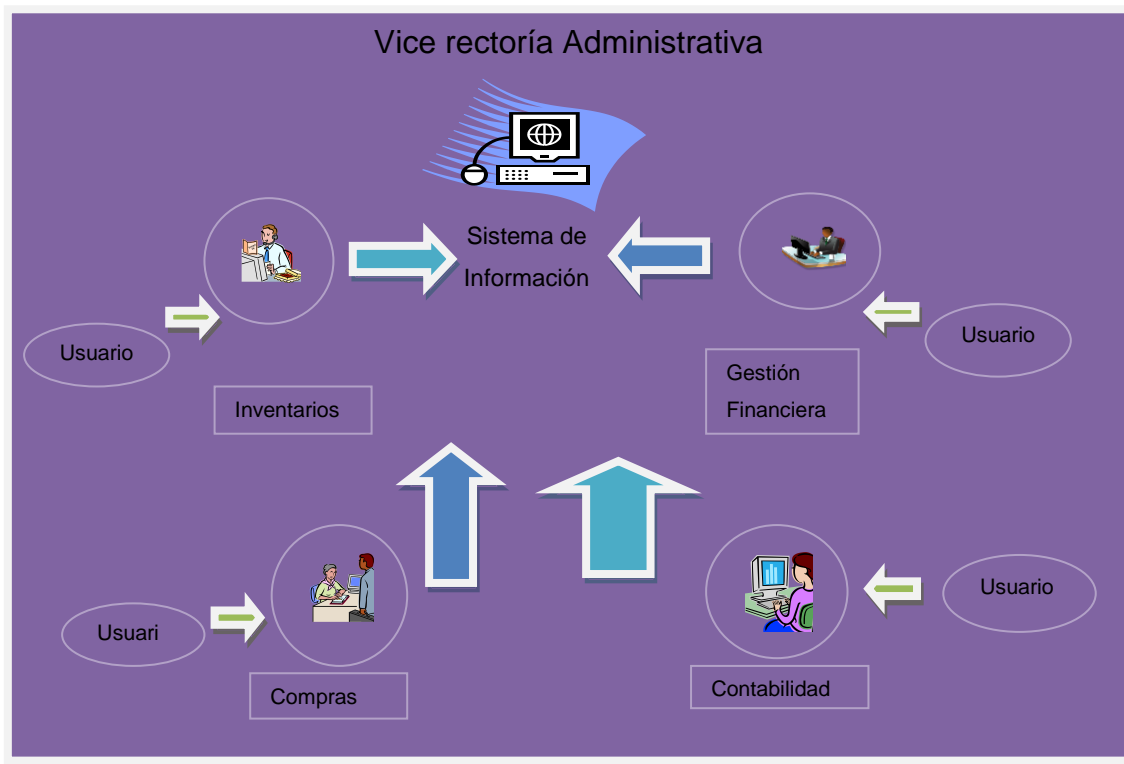 Vice rectoría Administrativa
Sistema de
Información
Usuario
Usuario
Inventarios
Gestión
Financiera
Usuari
Usuario
Compras
Contabilidad